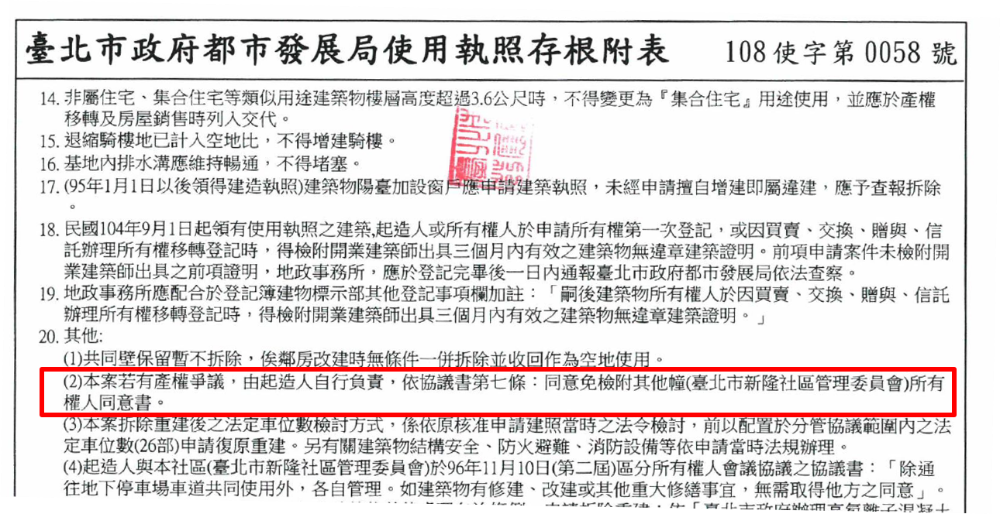 臺北市政府都市發展局使用執照存根附表 108使字第0058號
14. 非屬住宅、集合住宅等類似用途建築物樓層高度超過3.6公尺時，不得變更為『集合住宅』用途使用，並應於產權
移轉及房屋銷售時列入交代。
15. 退縮騎樓地已計入空地比，不得增建騎樓。
16. 基地內排水溝應維持暢通，不得堵塞。
17. (95年1月1日以後領得建造執照)建築物陽臺加設窗戶應申請建築執照，未經申請擅自增建即屬違建，應予查報拆除
。
18. 民國104年9月1日起領有使用執照之建築,起造人或所有權人於申請所有權第一次登記，或因買賣、交換、贈與、信
託辦理所有權移轉登記時，得檢附開業建築師出具三個月內有效之建築物無違章建築證明。前項申請案件未檢附開
業建築師出具之前項證明，地政事務所，應於登記完畢後一日內通報臺北市政府都市發展局依法查察。
19. 地政事務所應配合於登記簿建物標示部其他登記事項欄加註：「嗣後建築物所有權人於因買賣、交換、贈與、信託
辦理所有權移轉登記時，得檢附開業建築師出具三個月內有效之建築物無違章建築證明。」
20. 其他:
(1)共同壁保留暫不拆除，俟鄰房改建時無條件一併拆除並收回作為空地使用。
(2)本案若有產權爭議，由起造人自行負責，依協議書第七條：同意免檢附其他幢(臺北市新隆社區管理委員會)所有
權人同意書。
(3)本案拆除重建後之法定車位數檢討方式，係依原核准申請建照當時之法令檢討，前以配置於分管協議範圍內之法
定車位數(26部)申請復原重建。另有關建築物結構安全、防火避難、消防設備等依申請當時法規辦理。
(4)起造人與本社區(臺北市新隆社區管理委員會)於96年11月10日(第二屆)區分所有權人會議協議之協議書：「除通
往地下停車場車道共同使用外，各自管理。如建築物有修建、改建或其他重大修繕事宜，無需取得他方之同意」。